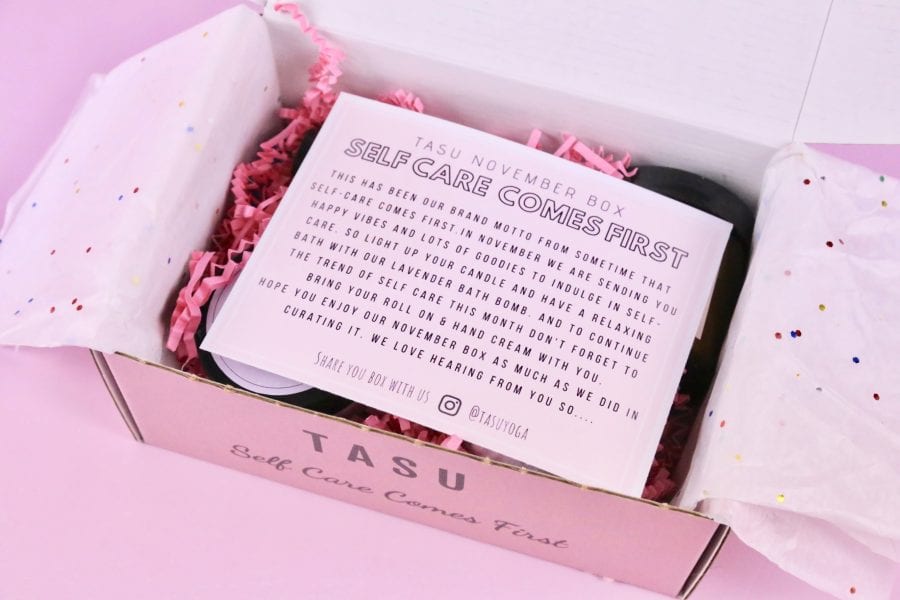 TASU NOVEMBER BOX
SELF CARE COMES FIRST
THIS HAS BEEN OUR BRAND MOTTO FROM SOMETIME THAT
SELF-CARE COMES FIRST.IN NOVEMBER WE ARE SENDING YOU
HAPPY VIBES AND LOTS OF GOODIES TO INDULGE IN SELF-
CARE. SO LIGHT UP YOUR CANDLE AND HAVE A RELAXING
BATH WITH OUR LAVENDER BATH BOMB. AND TO CONTINUE
THE TREND OF SELF CARE THIS MONTH DON'T FORGET TO
BRING YOUR ROLL ON & HAND CREAM WITH YOU.
HOPE YOU ENJOY OUR NOVEMBER BOX AS MUCH AS WE DID IN
CURATING IT. WE LOVE HEARING FROM YOU SO....
SHARE YOU BOX WITH US @TASUYOGA
TASU
Self Care Comes First